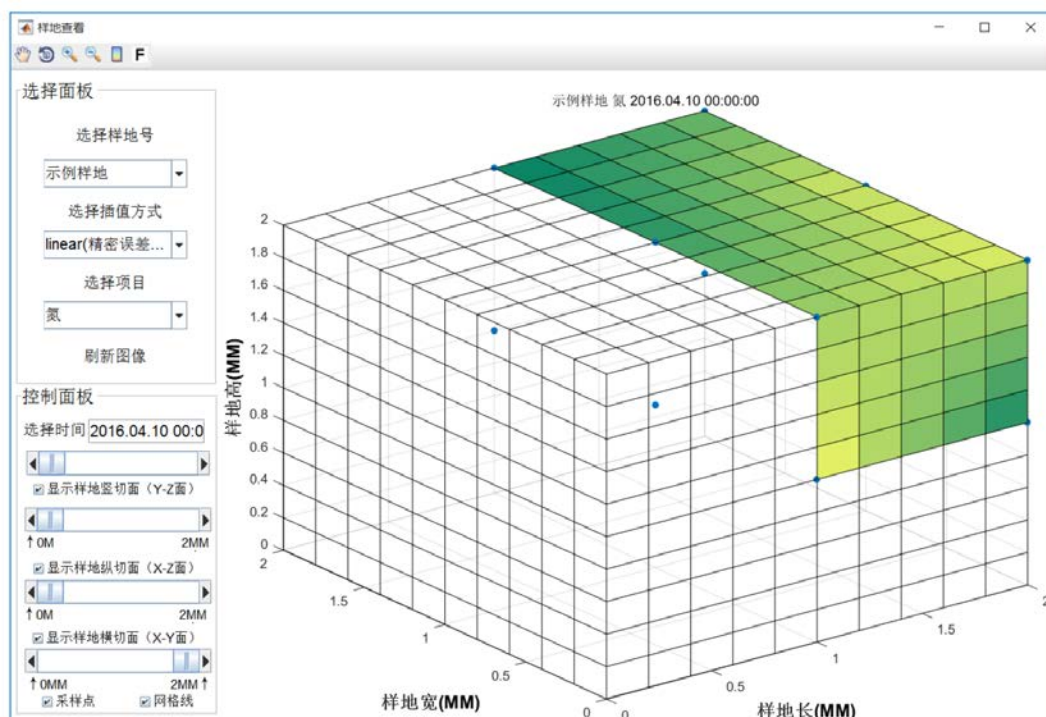 样地查看
F
选择面板
选择样地号
示例样地
选择插值方式
linear(精密误差...
选择项目
氮
刷新图像
控制面板
选择时间 2016.04.10 00:0
显示样地竖切面（Y-Z面）
↑0M 2MM
显示样地纵切面（X-Z面）
↑0M 2MM
显示样地横切面（X-Y面）
↑0MM 2MM↑
采样点 网格线
示例样地 氮 2016.04.10 00:00:00
样地高(MM)
2
1.8
1.6
1.4
1.2
1
0.8
0.6
0.4
0.2
0
2
1.5
1
0.5
0
样地宽(MM)
0
0.5
1
1.5
2
样地长(MM)